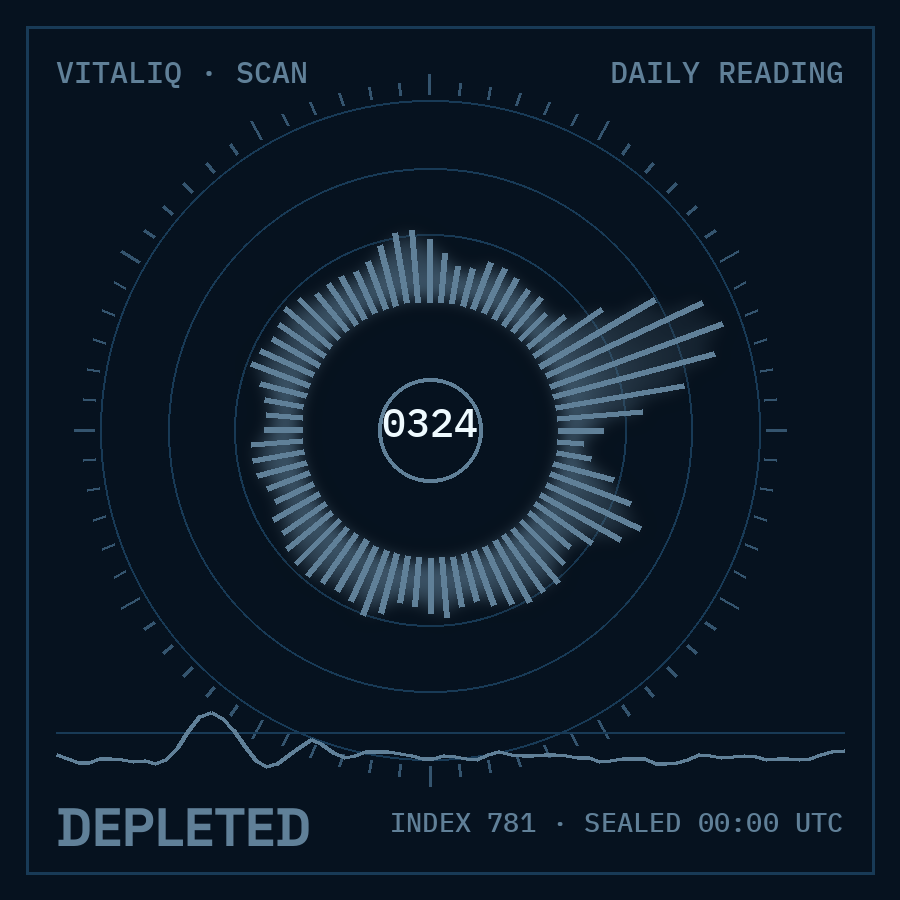 VITALIQ · SCAN
DAILY READING
0324
DEPLETED
INDEX 781 · SEALED 00:00 UTC